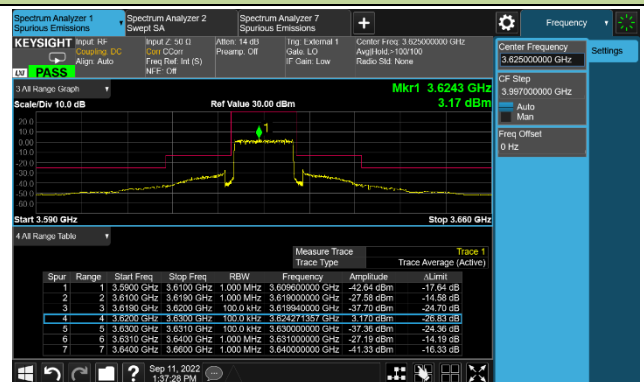 Spectrum Analyzer 1
Spurious Emissions
Spectrum Analyzer 2
Swept SA
Spectrum Analyzer 7
Spurious Emissions
Frequency
KEYSIGHT
Input: RF
Coupling: DC
Align: Auto
Input Z: 50 Ω
Corr CCorr
Freq Ref: Int (S)
NFE: Off
Atten: 14 dB
Preamp: Off
Trig: External 1
Gate: LO
IF Gain: Low
Center Freq: 3.625000000 GHz
Avg|Hold:>100/100
Radio Std: None
LXI PASS
Center Frequency
3.625000000 GHz
Settings
CF Step
3.997000000 GHz
Auto
Man
Freq Offset
0 Hz
3 All Range Graph
Mkr1 3.6243 GHz
Scale/Div 10.0 dB
Ref Value 30.00 dBm
3.17 dBm
20.0
10.0
0.00
-10.0
-20.0
-30.0
-40.0
-50.0
-60.0
1
Start 3.590 GHz
Stop 3.660 GHz
4 All Range Table
Measure Trace Trace 1
Trace Type Trace Average (Active)
Spur Range Start Freq Stop Freq RBW Frequency Amplitude ΔLimit
1 1 3.5900 GHz 3.6100 GHz 1.000 MHz 3.609600000 GHz -42.64 dBm -17.64 dB
2 2 3.6100 GHz 3.6190 GHz 1.000 MHz 3.619000000 GHz -27.58 dBm -14.58 dB
3 3 3.6190 GHz 3.6200 GHz 100.0 kHz 3.619940000 GHz -37.70 dBm -24.70 dB
4 4 3.6200 GHz 3.6300 GHz 100.0 kHz 3.624271357 GHz 3.170 dBm -26.83 dB
5 5 3.6300 GHz 3.6310 GHz 100.0 kHz 3.630000000 GHz -37.36 dBm -24.36 dB
6 6 3.6310 GHz 3.6400 GHz 1.000 MHz 3.631000000 GHz -27.19 dBm -14.19 dB
7 7 3.6400 GHz 3.6600 GHz 1.000 MHz 3.640000000 GHz -41.33 dBm -16.33 dB
Sep 11, 2022
1:37:28 PM